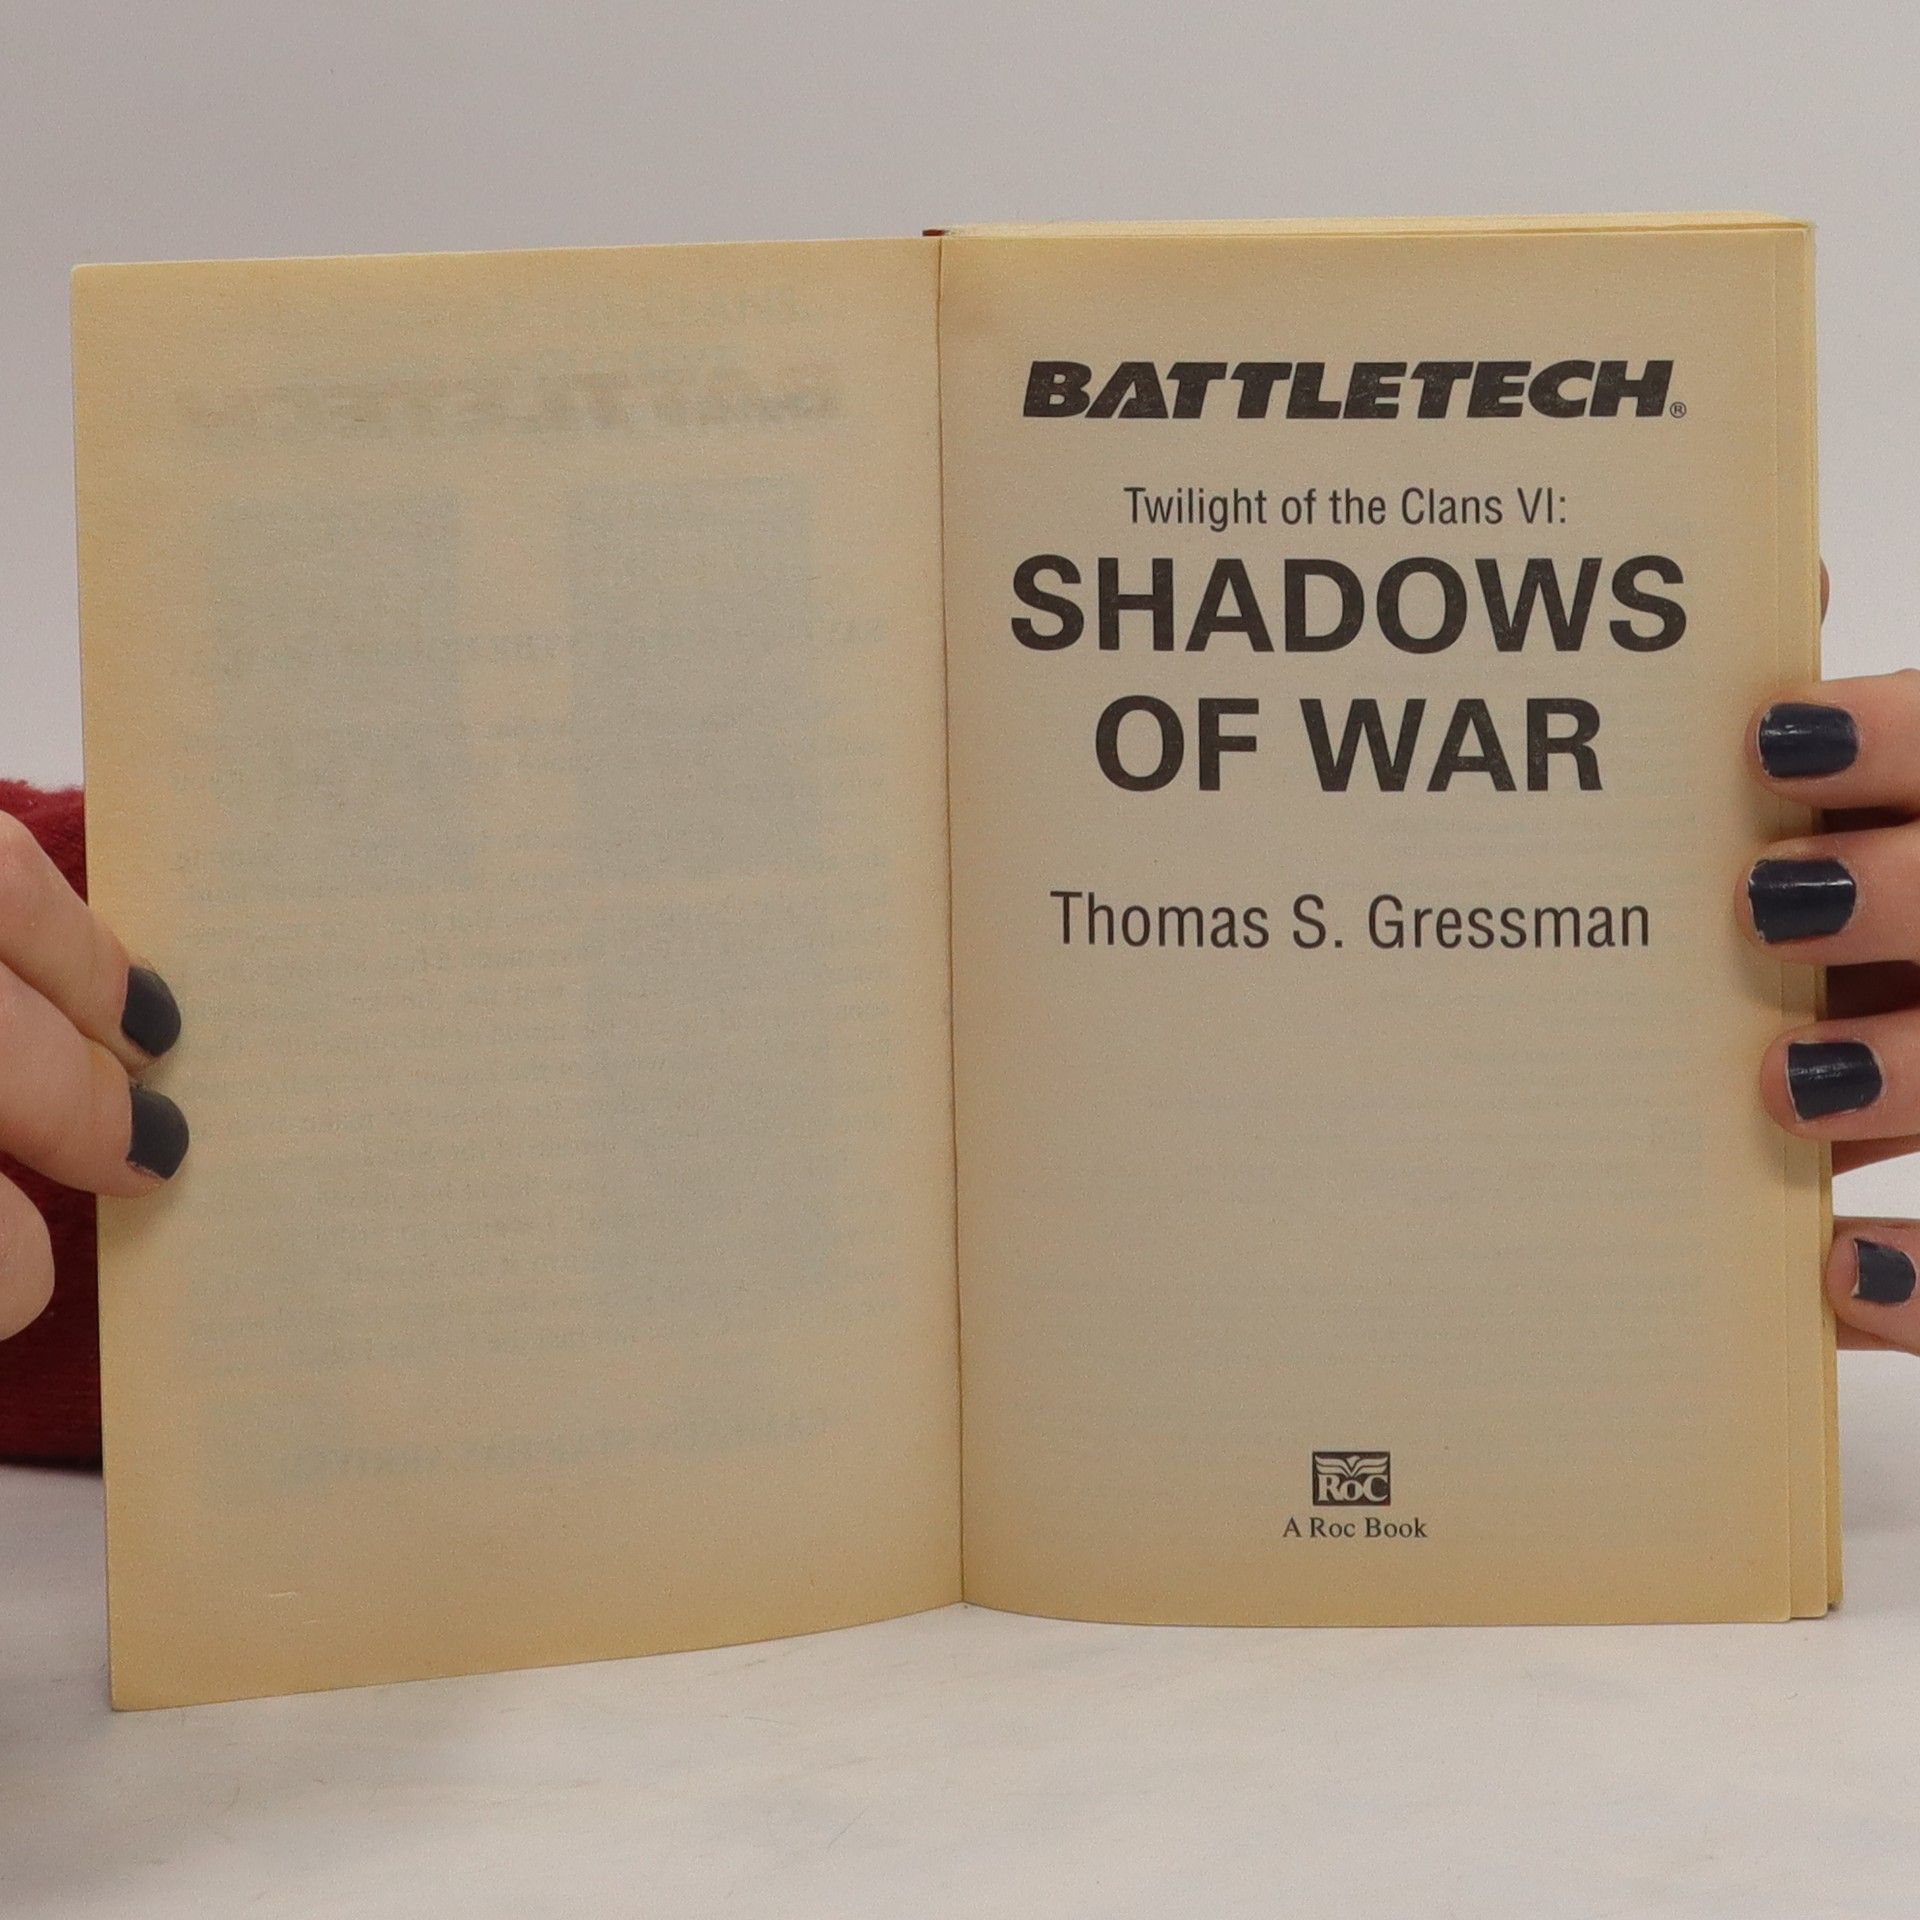 BATTLETECH®
Twilight of the Clans VI:
SHADOWS
OF WAR
Thomas S. Gressman
ROC
A Roc Book